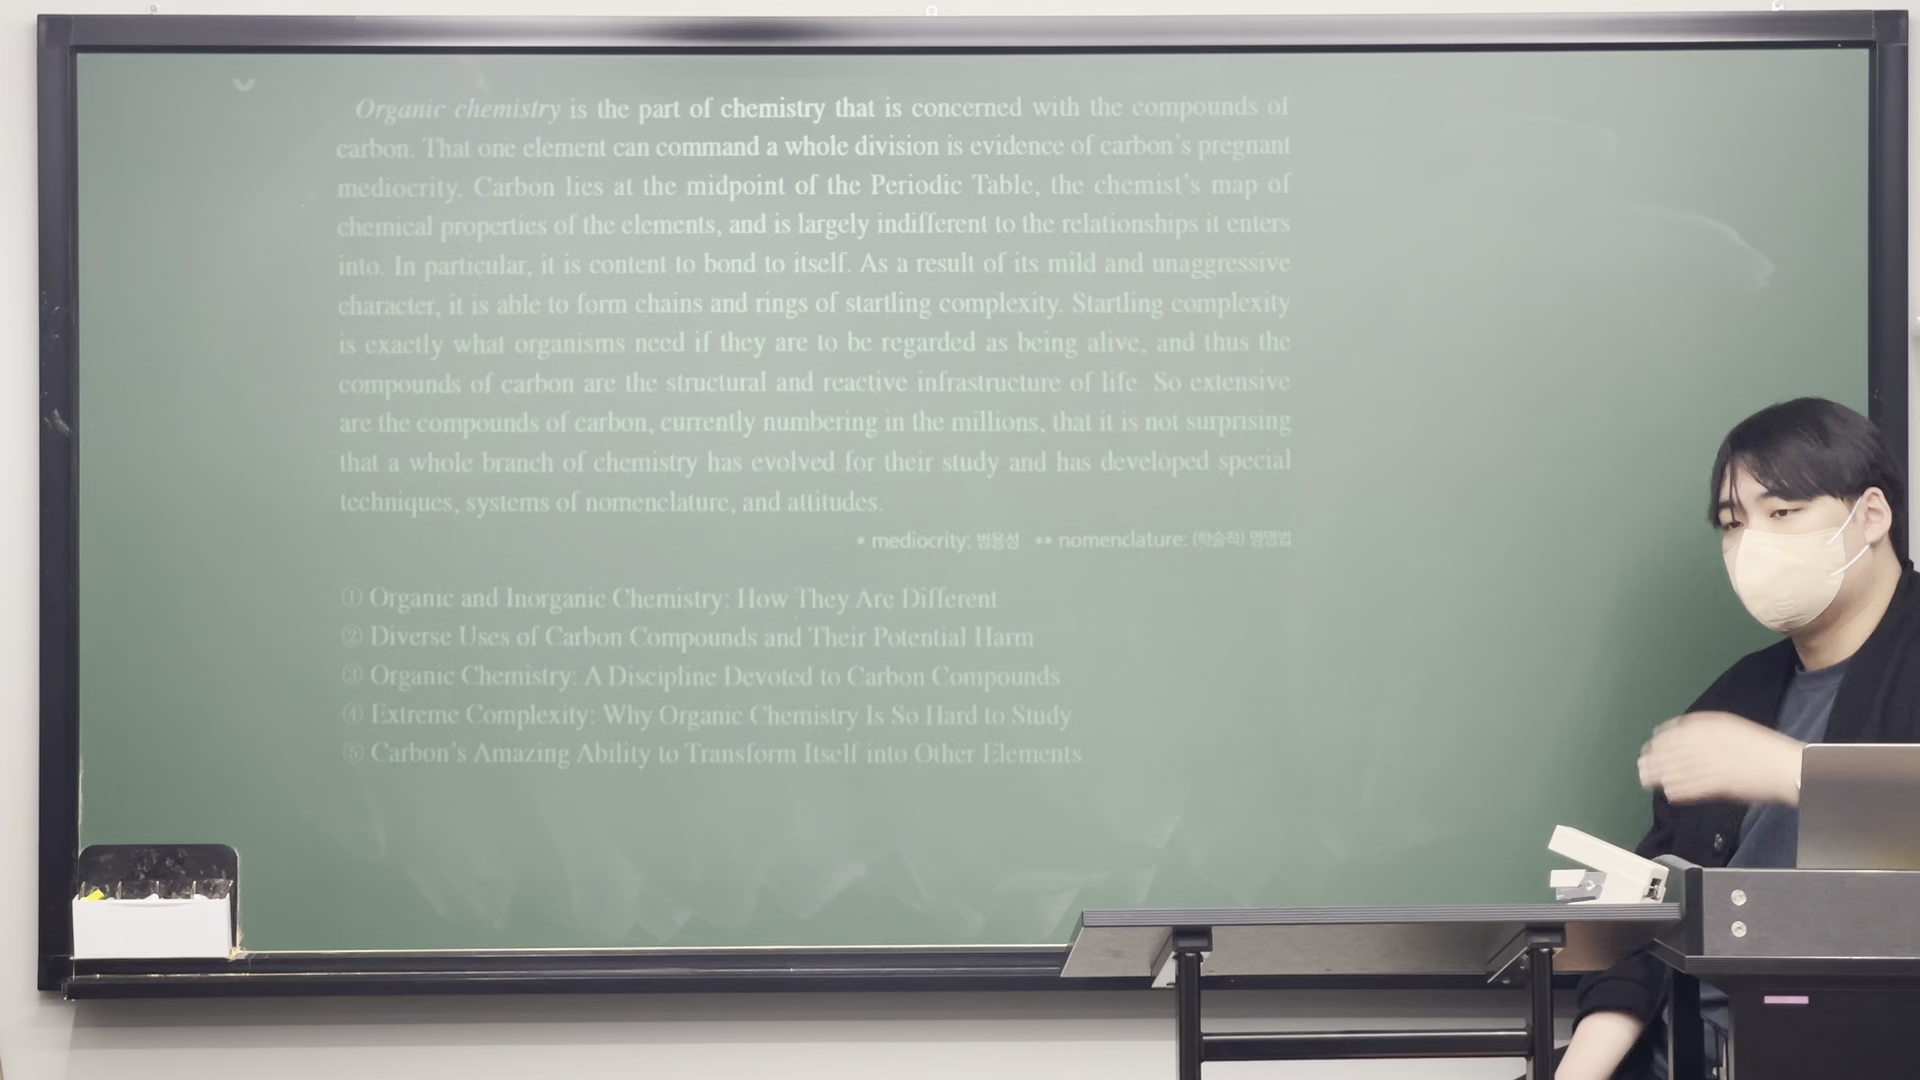 Organic chemistry is the part of chemistry that is concerned with the compounds of
carbon. That one element can command a whole division is evidence of carbon's pregnant
mediocrity. Carbon lies at the midpoint of the Periodic Table, the chemist's map of
chemical properties of the elements, and is largely indifferent to the relationships it enters
into. In particular, it is content to bond to itself. As a result of its mild and unaggressive
character, it is able to form chains and rings of startling complexity. Startling complexity
is exactly what organisms need if they are to be regarded as being alive, and thus the
compounds of carbon are the structural and reactive infrastructure of life. So extensive
are the compounds of carbon, currently numbering in the millions, that it is not surprising
that a whole branch of chemistry has evolved for their study and has developed special
techniques, systems of nomenclature, and attitudes.
* mediocrity: 범용성 ** nomenclature: (학술적) 명명법
① Organic and Inorganic Chemistry: How They Are Different
② Diverse Uses of Carbon Compounds and Their Potential Harm
③ Organic Chemistry: A Discipline Devoted to Carbon Compounds
④ Extreme Complexity: Why Organic Chemistry Is So Hard to Study
⑤ Carbon's Amazing Ability to Transform Itself into Other Elements